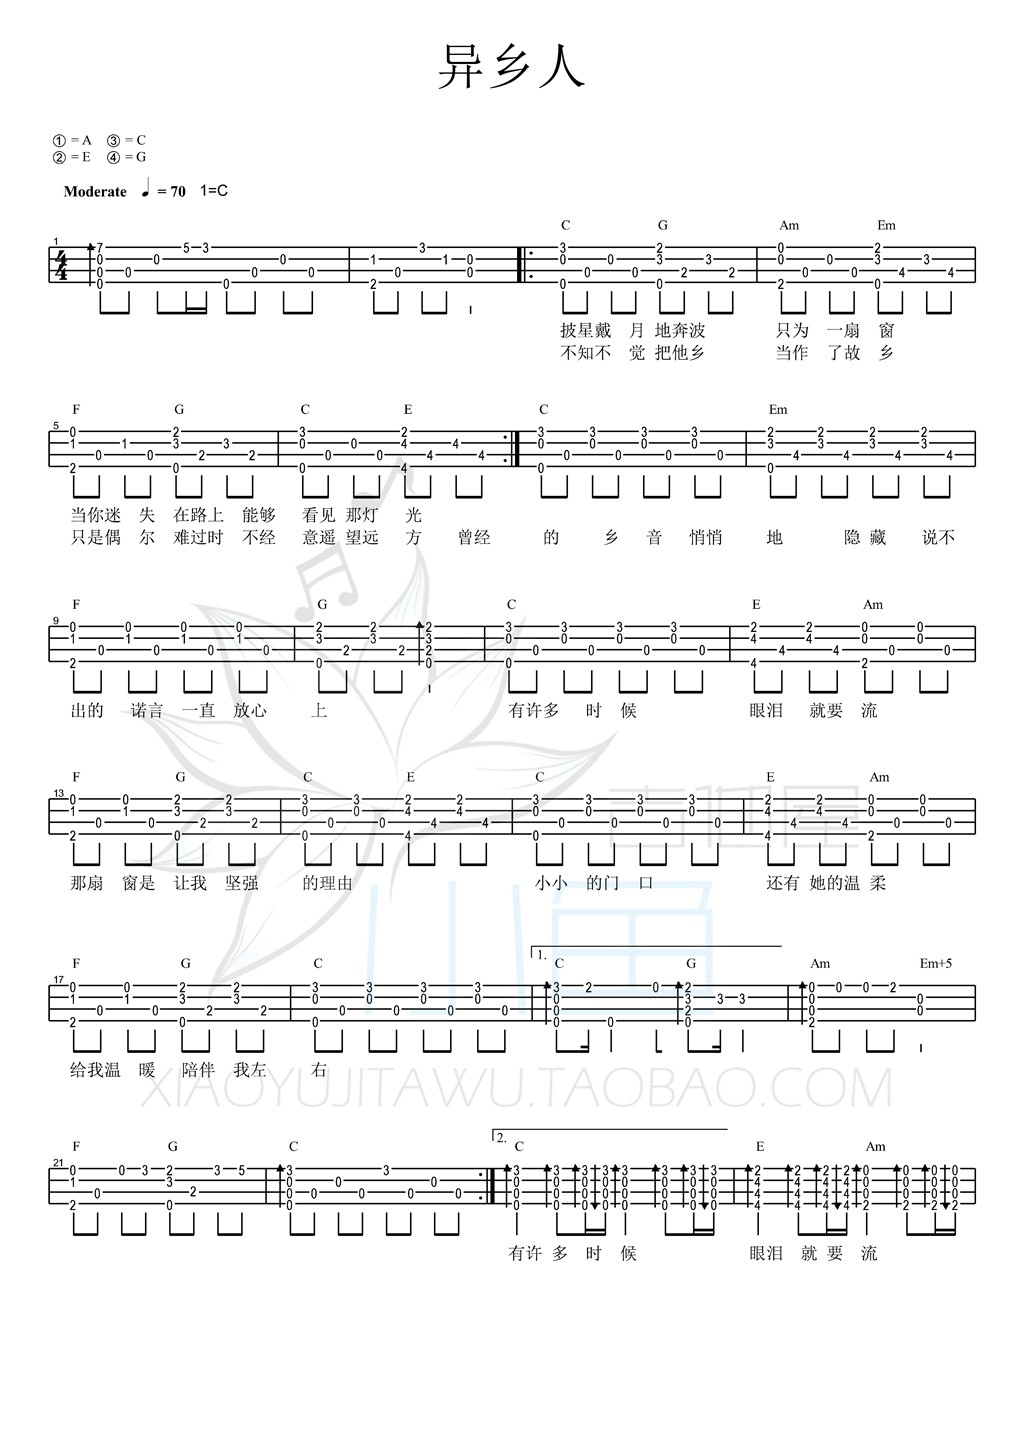 异乡人
① = A ③ = C
② = E ④ = G
Moderate ♩ = 70 1=C
C G Am Em
1
披星戴 月 地奔波 只为 一扇 窗
不知不 觉 把他乡 当作 了故 乡
F G C E C Em
5
当你迷 失 在路上 能够 看见 那灯 光
只是偶 尔 难过时 不经 意遥 望远 方 曾经 的 乡 音 悄悄 地 隐 藏 说不
F G C E Am
9
出的 诺言 一直 放心 上 有许多 时 候 眼泪 就要 流
F G C E C E Am
13
那扇 窗是 让我 坚强 的理由 小小 的门 口 还有 她的温 柔
1.
F G C C G Am Em+5
17
给我温 暖 陪伴 我左 右
XIAOYUJITAWU.TAOBAO.COM
2.
F G C C E Am
21
有许 多 时 候 眼泪 就 要 流